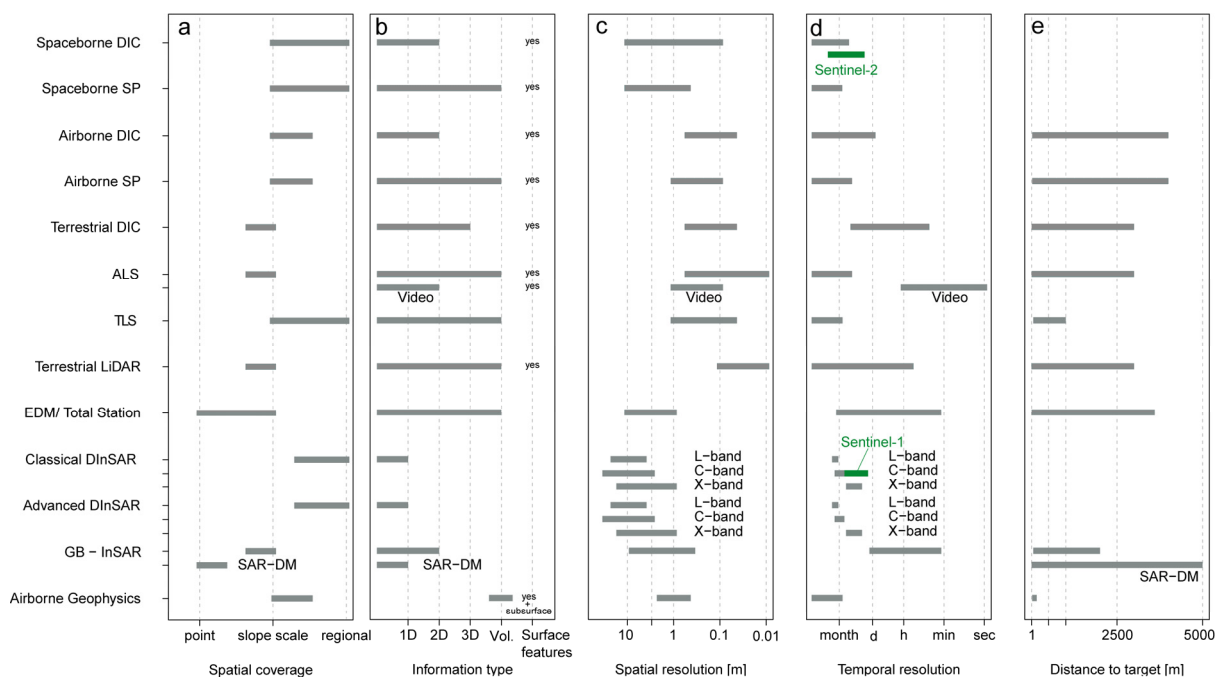 a
b
c
d
e
Spaceborne DIC
yes
Sentinel-2
Spaceborne SP
yes
Airborne DIC
yes
Airborne SP
yes
Terrestrial DIC
yes
ALS
yes
yes
Video
Video
Video
TLS
Terrestrial LiDAR
yes
EDM/ Total Station
Sentinel-1
Classical DInSAR
L-band
L-band
C-band
C-band
X-band
X-band
Advanced DInSAR
L-band
L-band
C-band
C-band
X-band
X-band
GB - InSAR
SAR-DM
SAR-DM
SAR-DM
Airborne Geophysics
yes
+
subsurface
point
slope scale
regional
1D
2D
3D
Vol.
Surface
features
10
1
0.1
0.01
month
d
h
min
sec
1
2500
5000
Spatial coverage
Information type
Spatial resolution [m]
Temporal resolution
Distance to target [m]